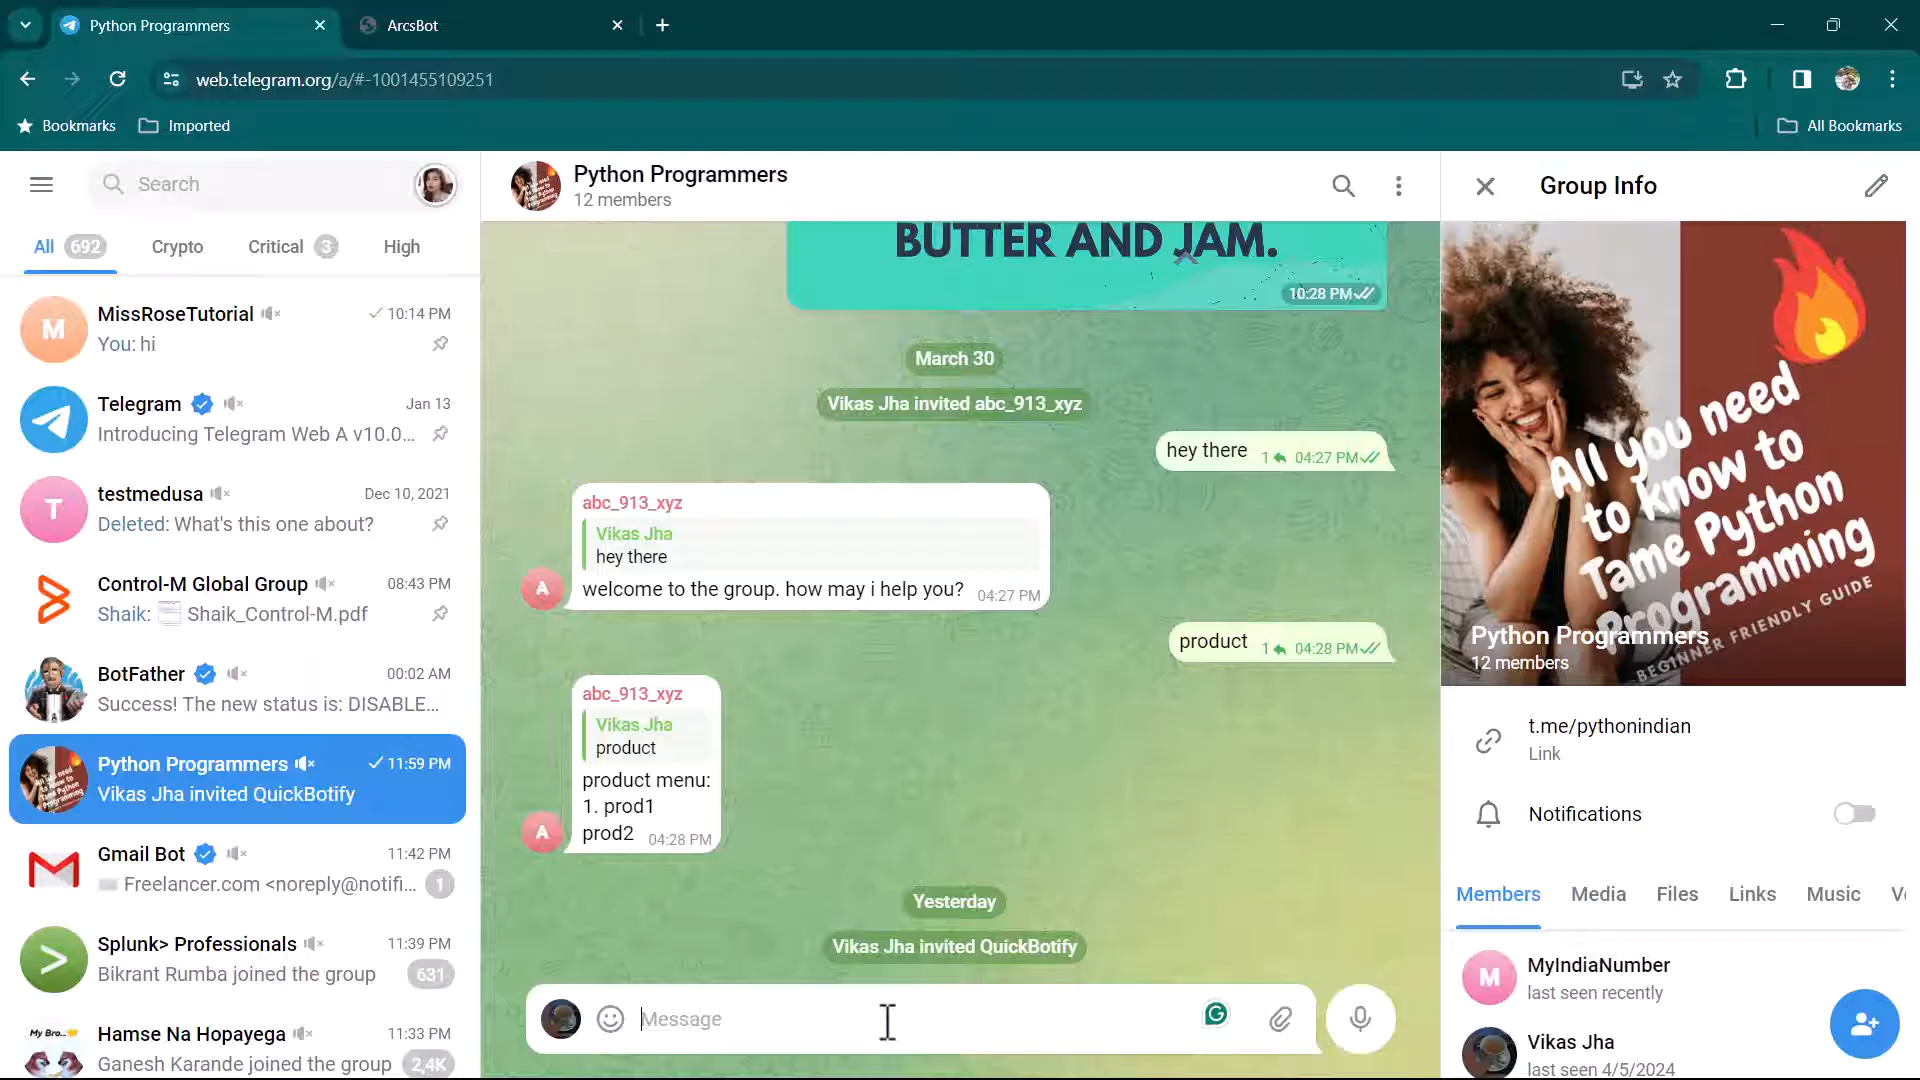 Python Programmers
ArcsBot
web.telegram.org/a/#-1001455109251
Bookmarks
Imported
All Bookmarks
Search
All 692
Crypto
Critical 3
High
M
MissRoseTutorial
10:14 PM
You: hi
Telegram
Jan 13
Introducing Telegram Web A v10.0...
T
testmedusa
Dec 10, 2021
Deleted: What's this one about?
Control-M Global Group
08:43 PM
Shaik: Shaik_Control-M.pdf
BotFather
00:02 AM
Success! The new status is: DISABLE...
Python Programmers
11:59 PM
Vikas Jha invited QuickBotify
Gmail Bot
11:42 PM
Freelancer.com <noreply@notifi...
1
Splunk> Professionals
11:39 PM
Bikrant Rumba joined the group
631
My Bro...
Hamse Na Hopayega
11:33 PM
Ganesh Karande joined the group
2,4K
Python Programmers
12 members
BUTTER AND JAM.
10:28 PM
March 30
Vikas Jha invited abc_913_xyz
hey there
1 04:27 PM
abc_913_xyz
Vikas Jha
hey there
A
welcome to the group. how may i help you?
04:27 PM
product
1 04:28 PM
abc_913_xyz
Vikas Jha
product
product menu:
1. prod1
prod2
04:28 PM
A
Yesterday
Vikas Jha invited QuickBotify
Message
Group Info
All you need
to know to
Tame Python
Programming
BEGINNER FRIENDLY GUIDE
Python Programmers
12 members
t.me/pythonindian
Link
Notifications
Members
Media
Files
Links
Music
M
MyIndiaNumber
last seen recently
Vikas Jha
last seen 4/5/2024